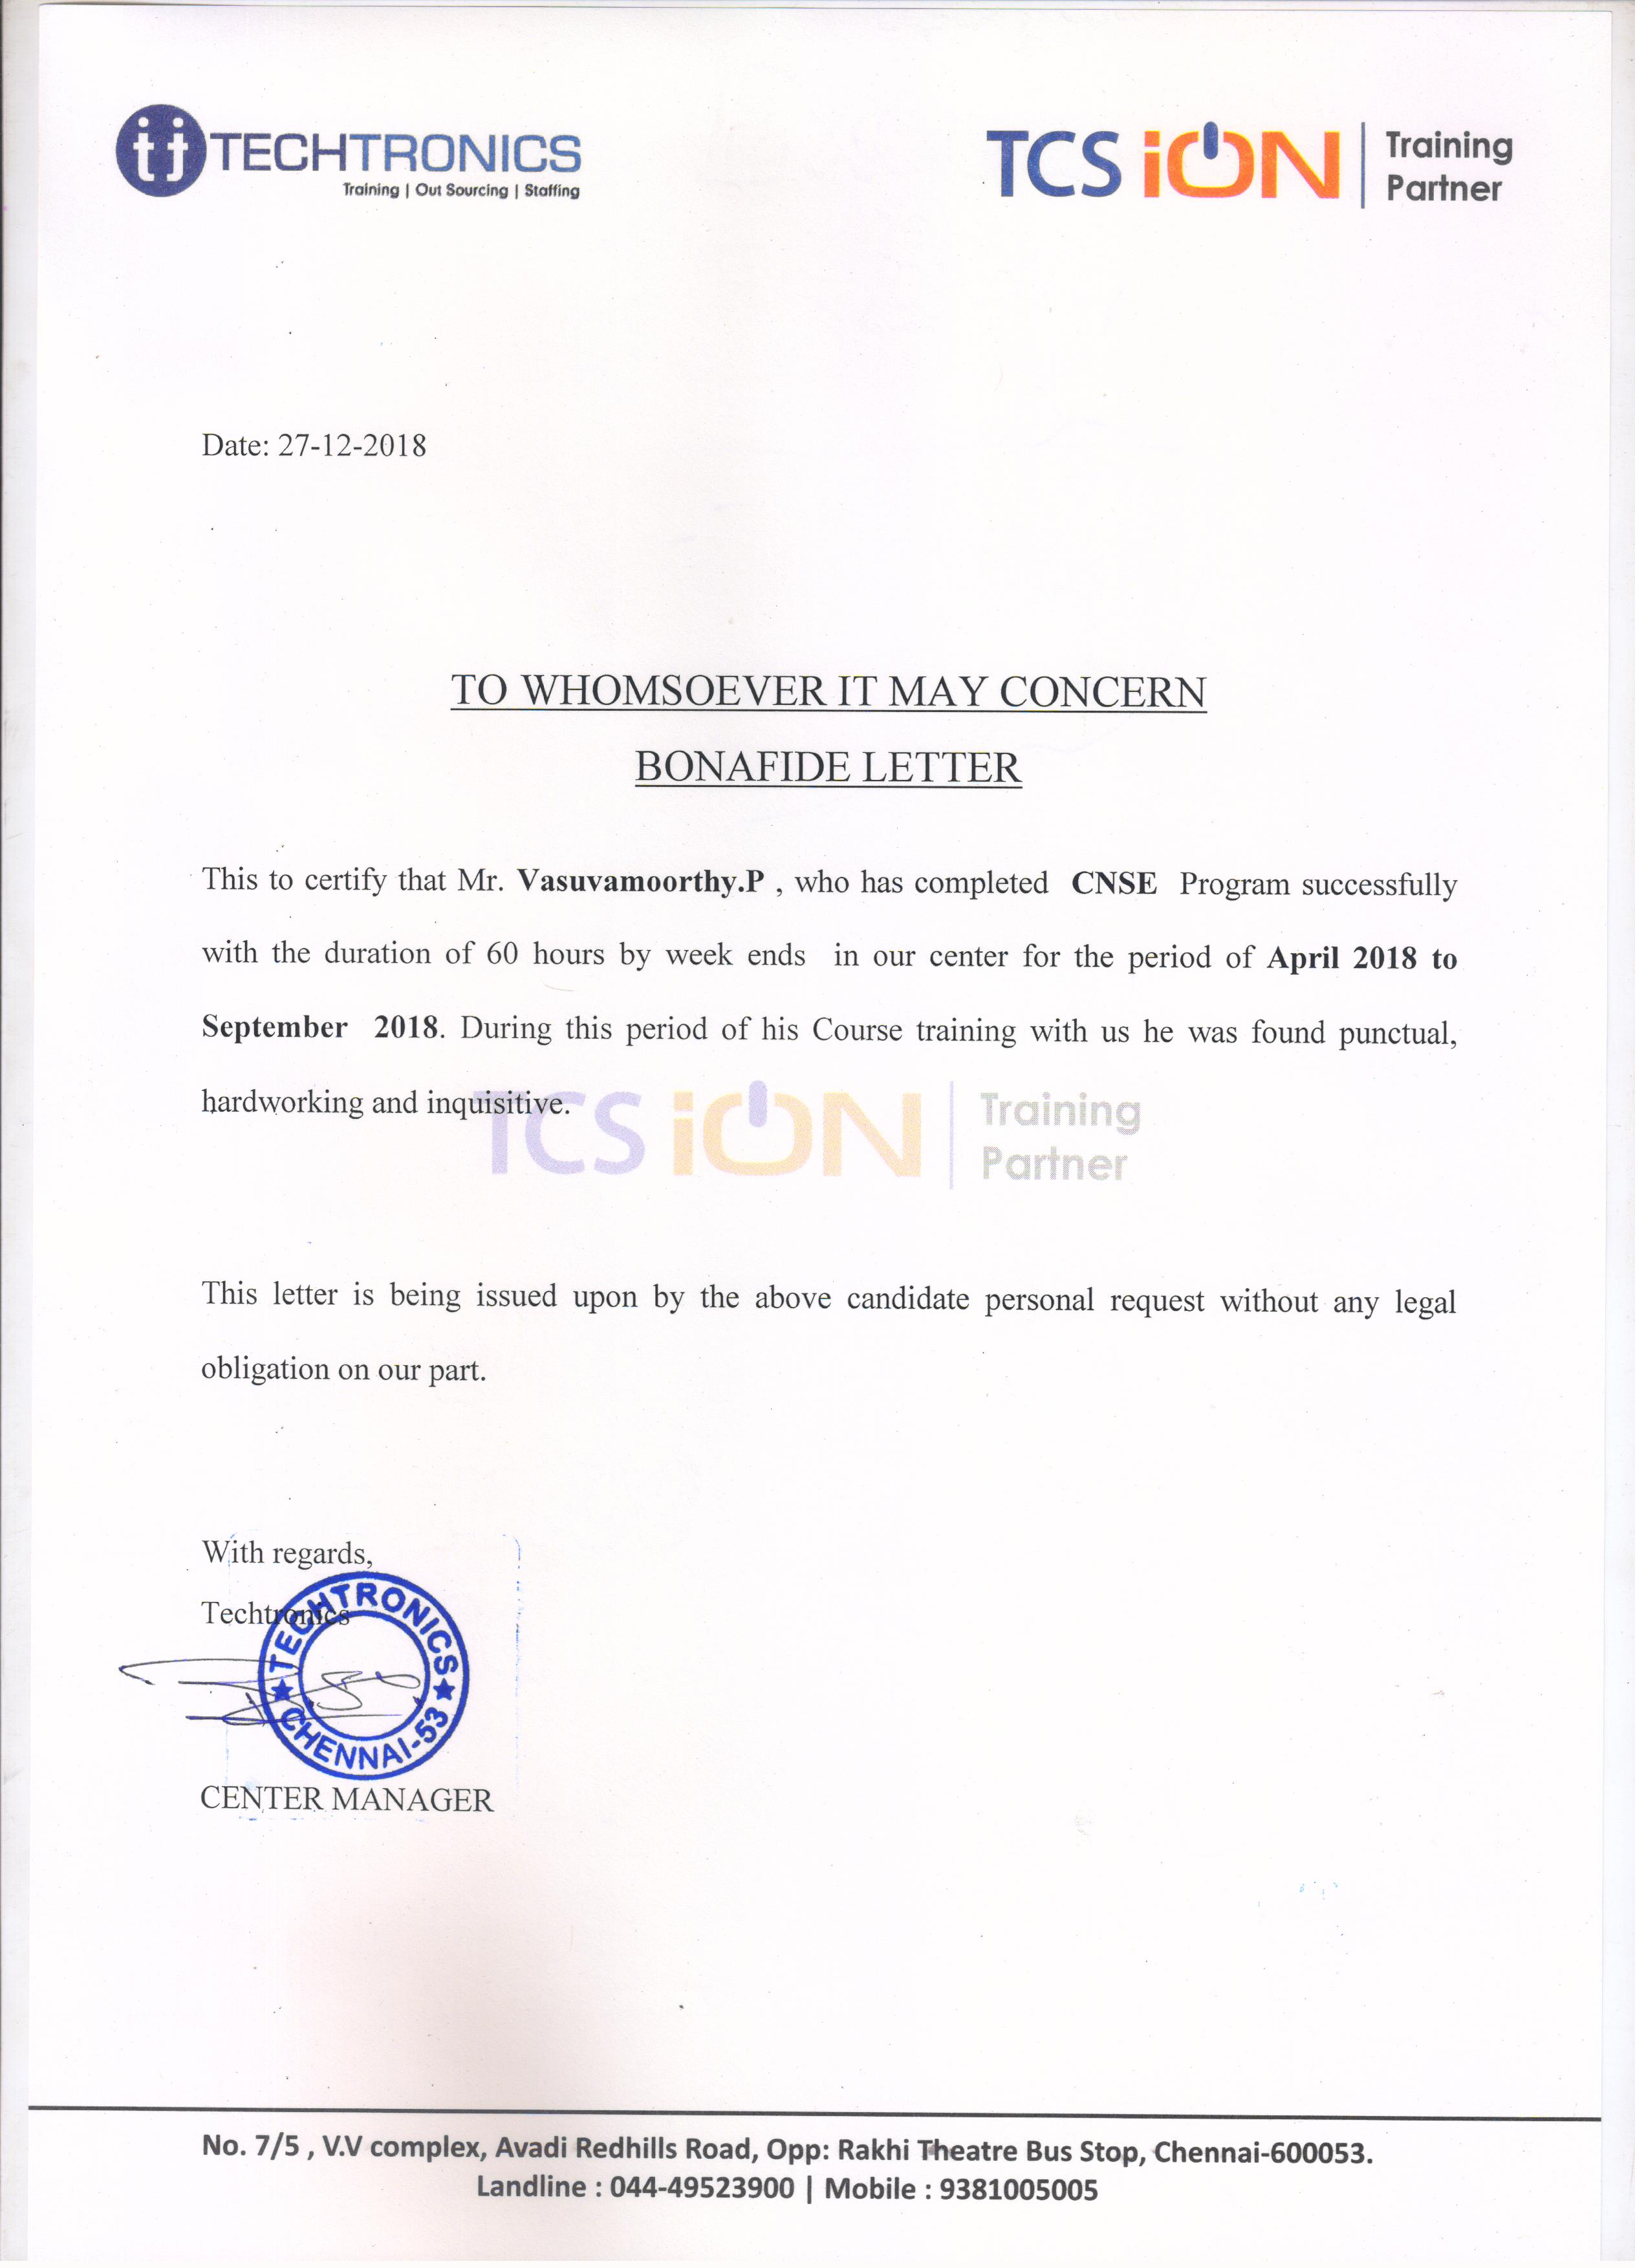 tj TECHTRONICS
Training | Out Sourcing | Staffing
TCS iON Training
Partner
Date: 27-12-2018
TO WHOMSOEVER IT MAY CONCERN
BONAFIDE LETTER
This to certify that Mr. Vasuvamoorthy.P , who has completed CNSE Program successfully
with the duration of 60 hours by week ends in our center for the period of April 2018 to
September 2018. During this period of his Course training with us he was found punctual,
hardworking and inquisitive.
TCS iON Training
Partner
This letter is being issued upon by the above candidate personal request without any legal
obligation on our part.
With regards,
Techtronics
TECHTRONICS
CHENNAI-53
CENTER MANAGER
No. 7/5 , V.V complex, Avadi Redhills Road, Opp: Rakhi Theatre Bus Stop, Chennai-600053.
Landline : 044-49523900 | Mobile : 9381005005